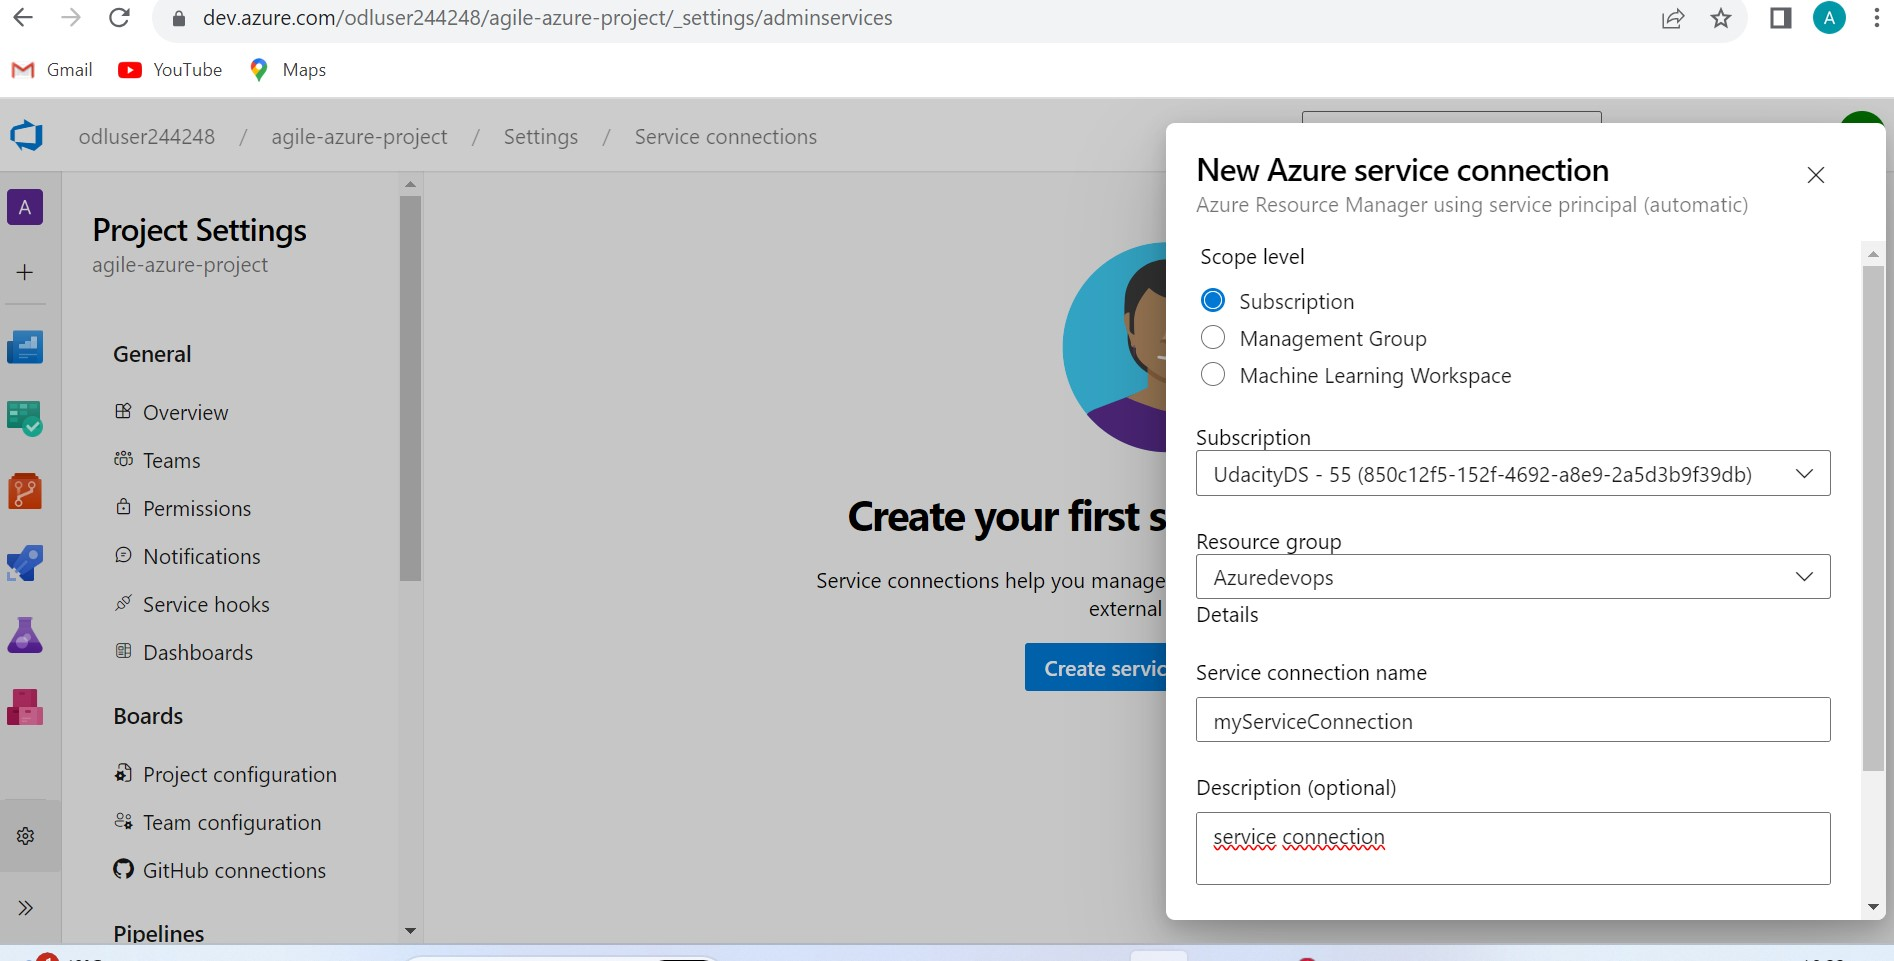 dev.azure.com/odluser244248/agile-azure-project/_settings/adminservices
A
Gmail
YouTube
Maps
odluser244248 / agile-azure-project / Settings / Service connections
A
Project Settings
agile-azure-project
General
Overview
Teams
Permissions
Notifications
Service hooks
Dashboards
Boards
Project configuration
Team configuration
GitHub connections
Pipelines
Create your first s
Service connections help you manage
external
Create servic
New Azure service connection
Azure Resource Manager using service principal (automatic)
Scope level
Subscription
Management Group
Machine Learning Workspace
Subscription
UdacityDS - 55 (850c12f5-152f-4692-a8e9-2a5d3b9f39db)
Resource group
Azuredevops
Details
Service connection name
myServiceConnection
Description (optional)
service connection